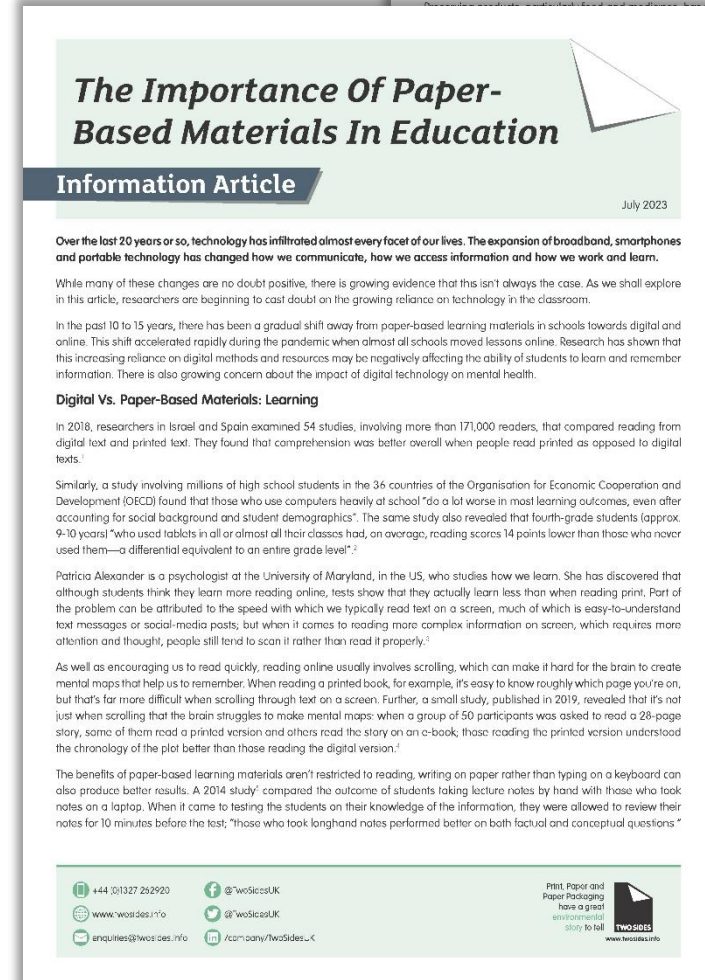 Preserving products, particularly food and medicines, has
The Importance Of Paper-
Based Materials In Education
Information Article
July 2023
Over the last 20 years or so, technology has infiltrated almost every facet of our lives. The expansion of broadband, smartphones
and portable technology has changed how we communicate, how we access information and how we work and learn.
While many of these changes are no doubt positive, there is growing evidence that this isn't always the case. As we shall explore
in this article, researchers are beginning to cast doubt on the growing reliance on technology in the classroom.
In the past 10 to 15 years, there has been a gradual shift away from paper-based learning materials in schools towards digital and
online. This shift accelerated rapidly during the pandemic when almost all schools moved lessons online. Research has shown that
this increasing reliance on digital methods and resources may be negatively affecting the ability of students to learn and remember
information. There is also growing concern about the impact of digital technology on mental health.
Digital Vs. Paper-Based Materials: Learning
In 2018, researchers in Israel and Spain examined 54 studies, involving more than 171,000 readers, that compared reading from
digital text and printed text. They found that comprehension was better overall when people read printed as opposed to digital
texts.¹
Similarly, a study involving millions of high school students in the 36 countries of the Organisation for Economic Cooperation and
Development (OECD) found that those who use computers heavily at school "do a lot worse in most learning outcomes, even after
accounting for social background and student demographics". The same study also revealed that fourth-grade students (approx.
9-10 years) "who used tablets in all or almost all their classes had, on average, reading scores 14 points lower than those who never
used them—a differential equivalent to an entire grade level".²
Patricia Alexander is a psychologist at the University of Maryland, in the US, who studies how we learn. She has discovered that
although students think they learn more reading online, tests show that they actually learn less than when reading print. Part of
the problem can be attributed to the speed with which we typically read text on a screen, much of which is easy-to-understand
text messages or social-media posts; but when it comes to reading more complex information on screen, which requires more
attention and thought, people still tend to scan it rather than read it properly.³
As well as encouraging us to read quickly, reading online usually involves scrolling, which can make it hard for the brain to create
mental maps that help us to remember. When reading a printed book, for example, it's easy to know roughly which page you're on,
but that's far more difficult when scrolling through text on a screen. Further, a small study, published in 2019, revealed that it's not
just when scrolling that the brain struggles to make mental maps: when a group of 50 participants was asked to read a 28-page
story, some of them read a printed version and others read the story on an e-book; those reading the printed version understood
the chronology of the plot better than those reading the digital version.⁴
The benefits of paper-based learning materials aren't restricted to reading, writing on paper rather than typing on a keyboard can
also produce better results. A 2014 study⁵ compared the outcome of students taking lecture notes by hand with those who took
notes on a laptop. When it came to testing the students on their knowledge of the information, they were allowed to review their
notes for 10 minutes before the test; "those who took longhand notes performed better on both factual and conceptual questions "
+44 (0)1327 262920
www.twosides.info
enquiries@twosides.info
@TwoSidesUK
@TwoSidesUK
/company/TwoSidesUK
Print, Paper and
Paper Packaging
have a great
environmental
story to tell
TWO SIDES
www.twosides.info